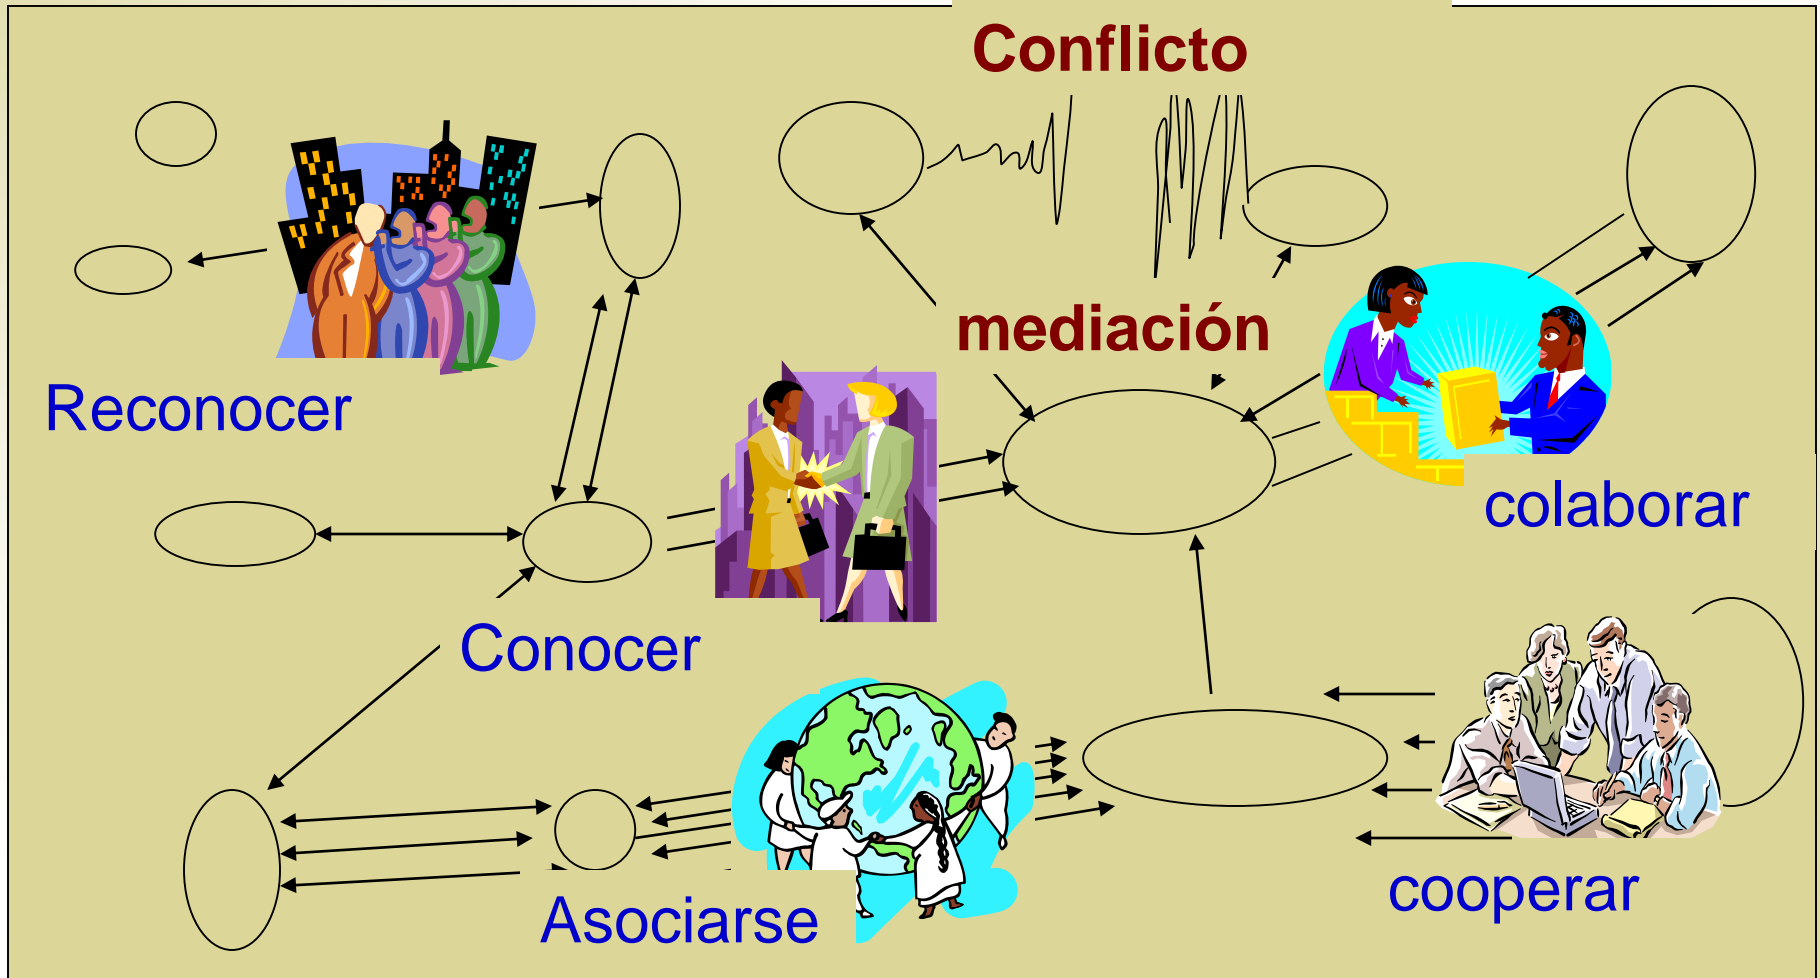 Conflicto
mediación
Reconocer
colaborar
Conocer
cooperar
Asociarse